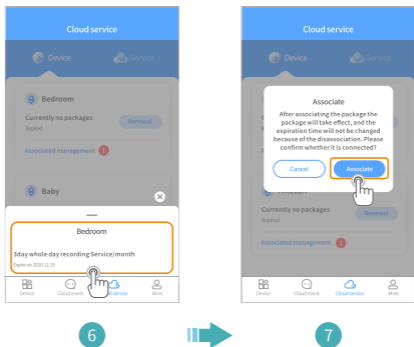 Cloud service
Device
Service
Bedroom
Currently no packages
Expired
Renewal
Associated management 1
Baby
Bedroom
3day whole day recording Service/month
Expire on 2020.11.25
Device
Cloud event
Cloud service
Mine
6
Cloud service
Device
Service
Associate
After associating the package the
package will take effect, and the
expiration time will not be changed
because of the disassociation. Please
confirm whether it is connected?
Cancel
Associate
Currently no packages
Expired
Renewal
Associated management 1
Device
Cloud event
Cloud service
Mine
7